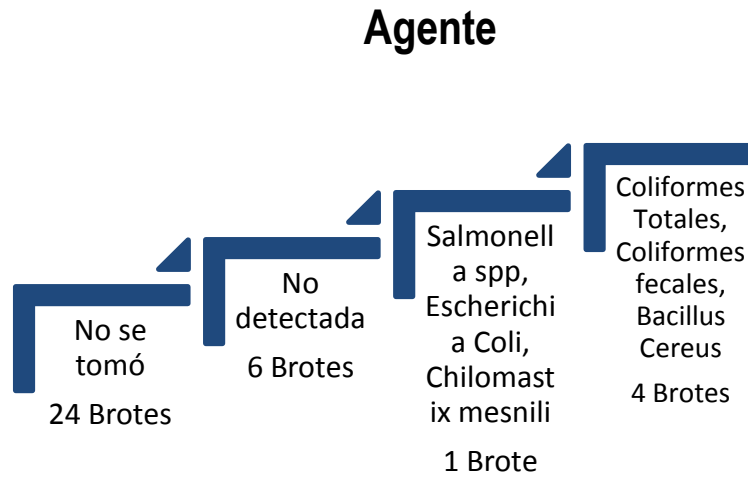 Agente
No se
tomó
24 Brotes
No
detectada
6 Brotes
Salmonell
a spp,
Escherichi
a Coli,
Chilomast
ix mesnili
1 Brote
Coliformes
Totales,
Coliformes
fecales,
Bacillus
Cereus
4 Brotes